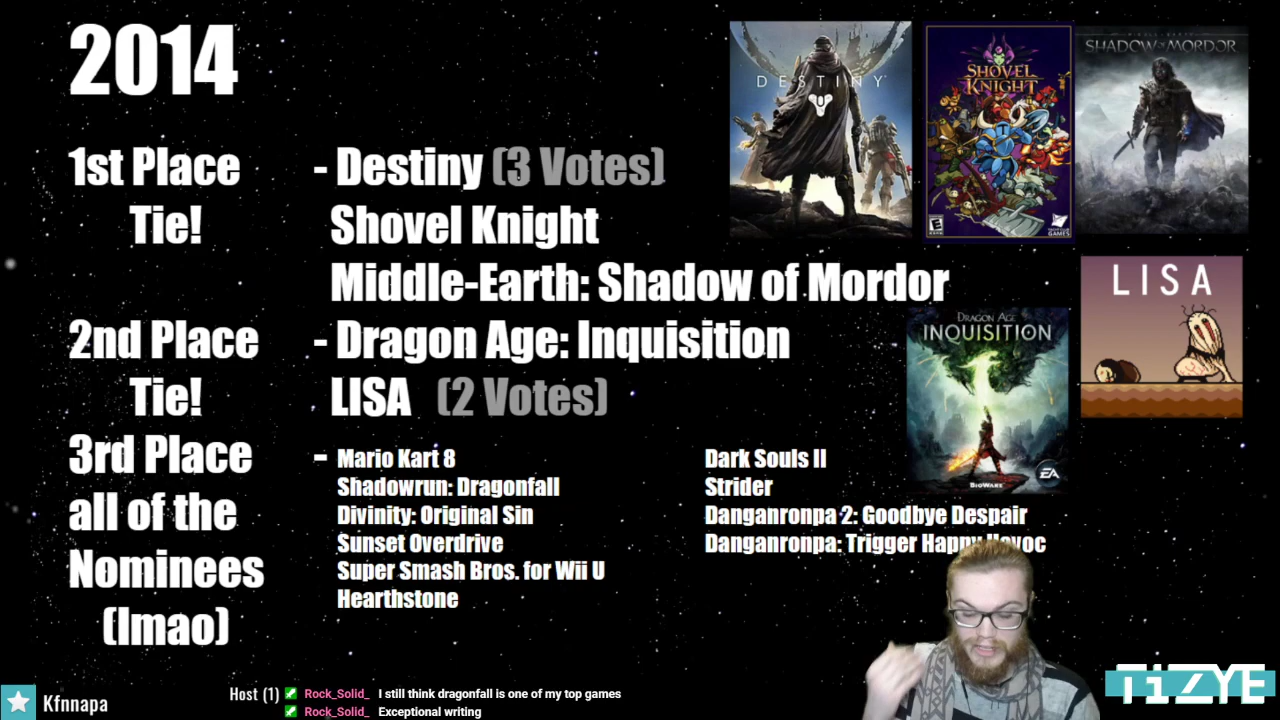 2014
1st Place
Tie!
- Destiny (3 Votes)
Shovel Knight
Middle-Earth: Shadow of Mordor
2nd Place
Tie!
- Dragon Age: Inquisition
LISA (2 Votes)
3rd Place
all of the
Nominees
(lmao)
- Mario Kart 8
Shadowrun: Dragonfall
Divinity: Original Sin
Sunset Overdrive
Super Smash Bros. for Wii U
Hearthstone
Dark Souls II
Strider
Danganronpa 2: Goodbye Despair
Danganronpa: Trigger Happy Havoc
DESTINY
SHOVEL
KNIGHT
SHADOW OF MORDOR
LISA
DRAGON AGE
INQUISITION
BIOWARE
EA
Kfnnapa
Host (1)
Rock_Solid_ I still think dragonfall is one of my top games
Rock_Solid_ Exceptional writing
T1ZYE